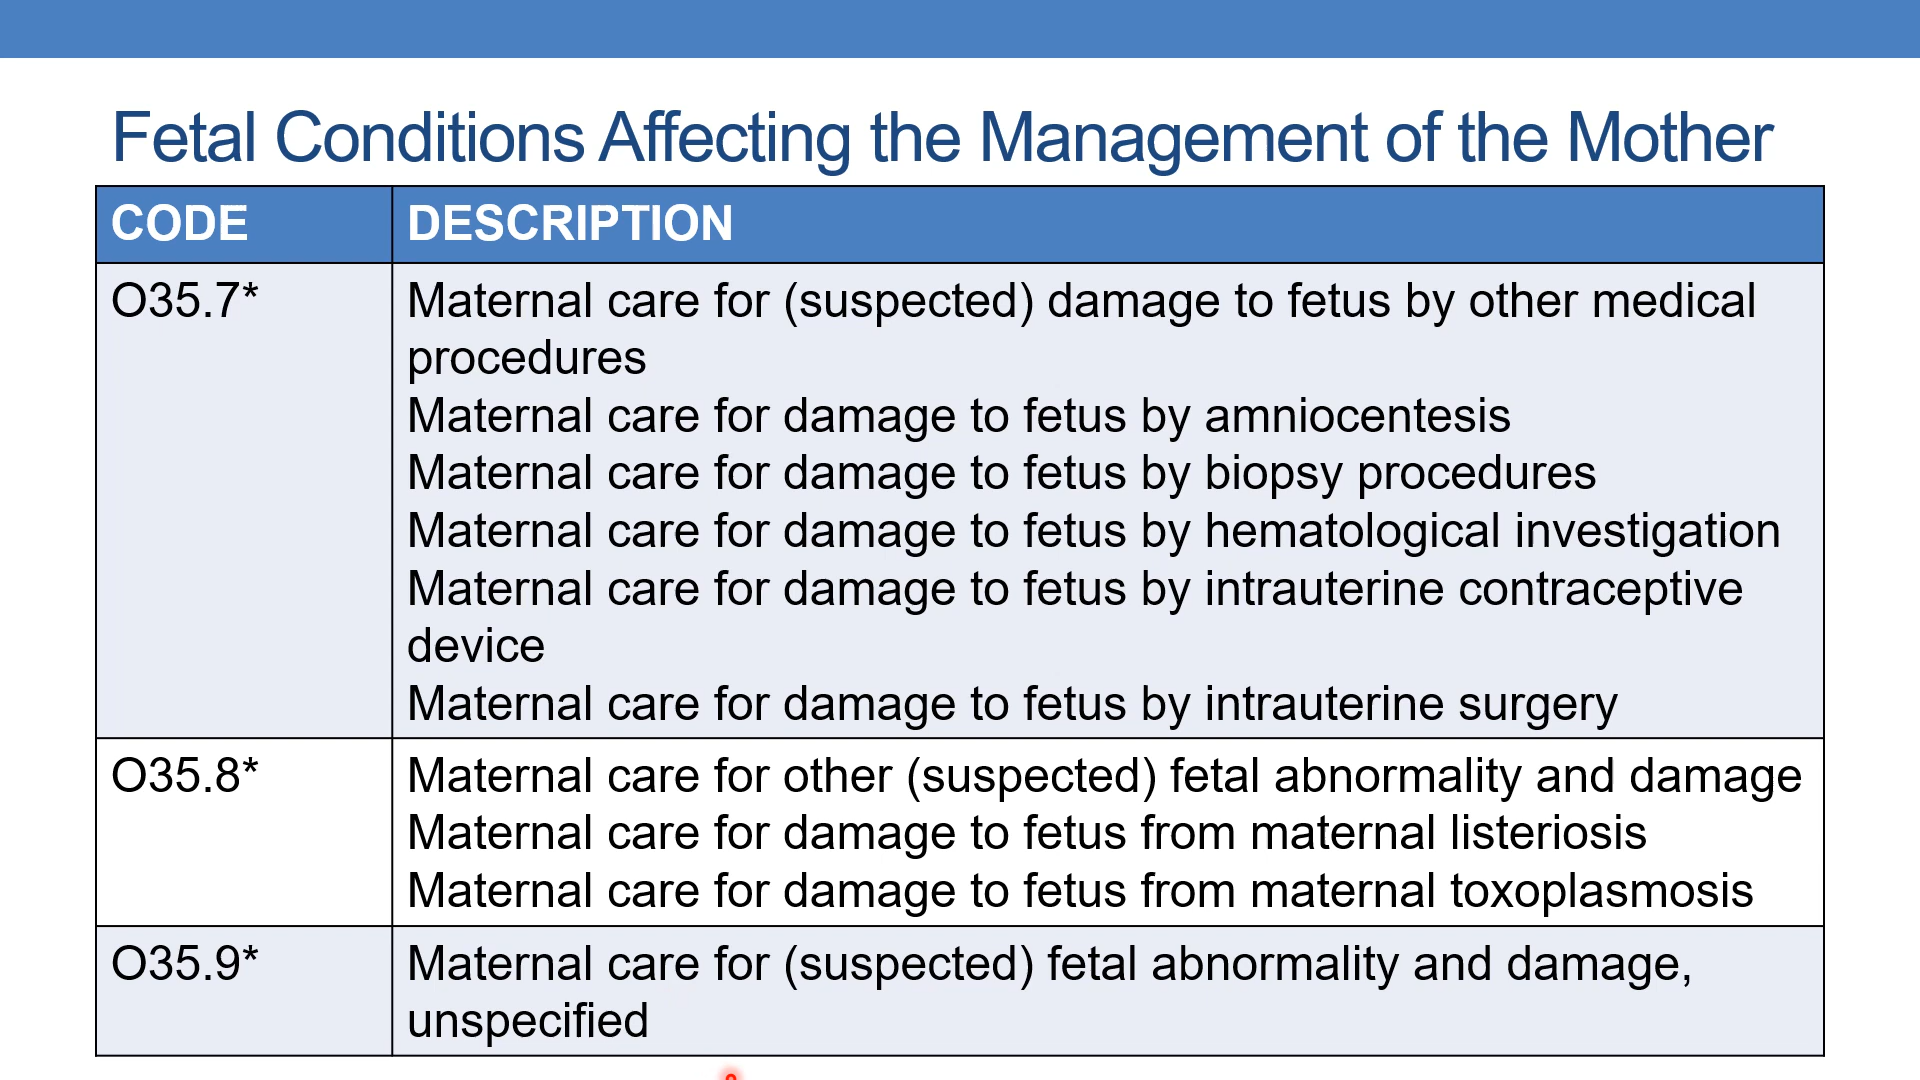 Fetal Conditions Affecting the Management of the Mother
CODE
DESCRIPTION
O35.7*
Maternal care for (suspected) damage to fetus by other medical
procedures
Maternal care for damage to fetus by amniocentesis
Maternal care for damage to fetus by biopsy procedures
Maternal care for damage to fetus by hematological investigation
Maternal care for damage to fetus by intrauterine contraceptive
device
Maternal care for damage to fetus by intrauterine surgery
O35.8*
Maternal care for other (suspected) fetal abnormality and damage
Maternal care for damage to fetus from maternal listeriosis
Maternal care for damage to fetus from maternal toxoplasmosis
O35.9*
Maternal care for (suspected) fetal abnormality and damage,
unspecified